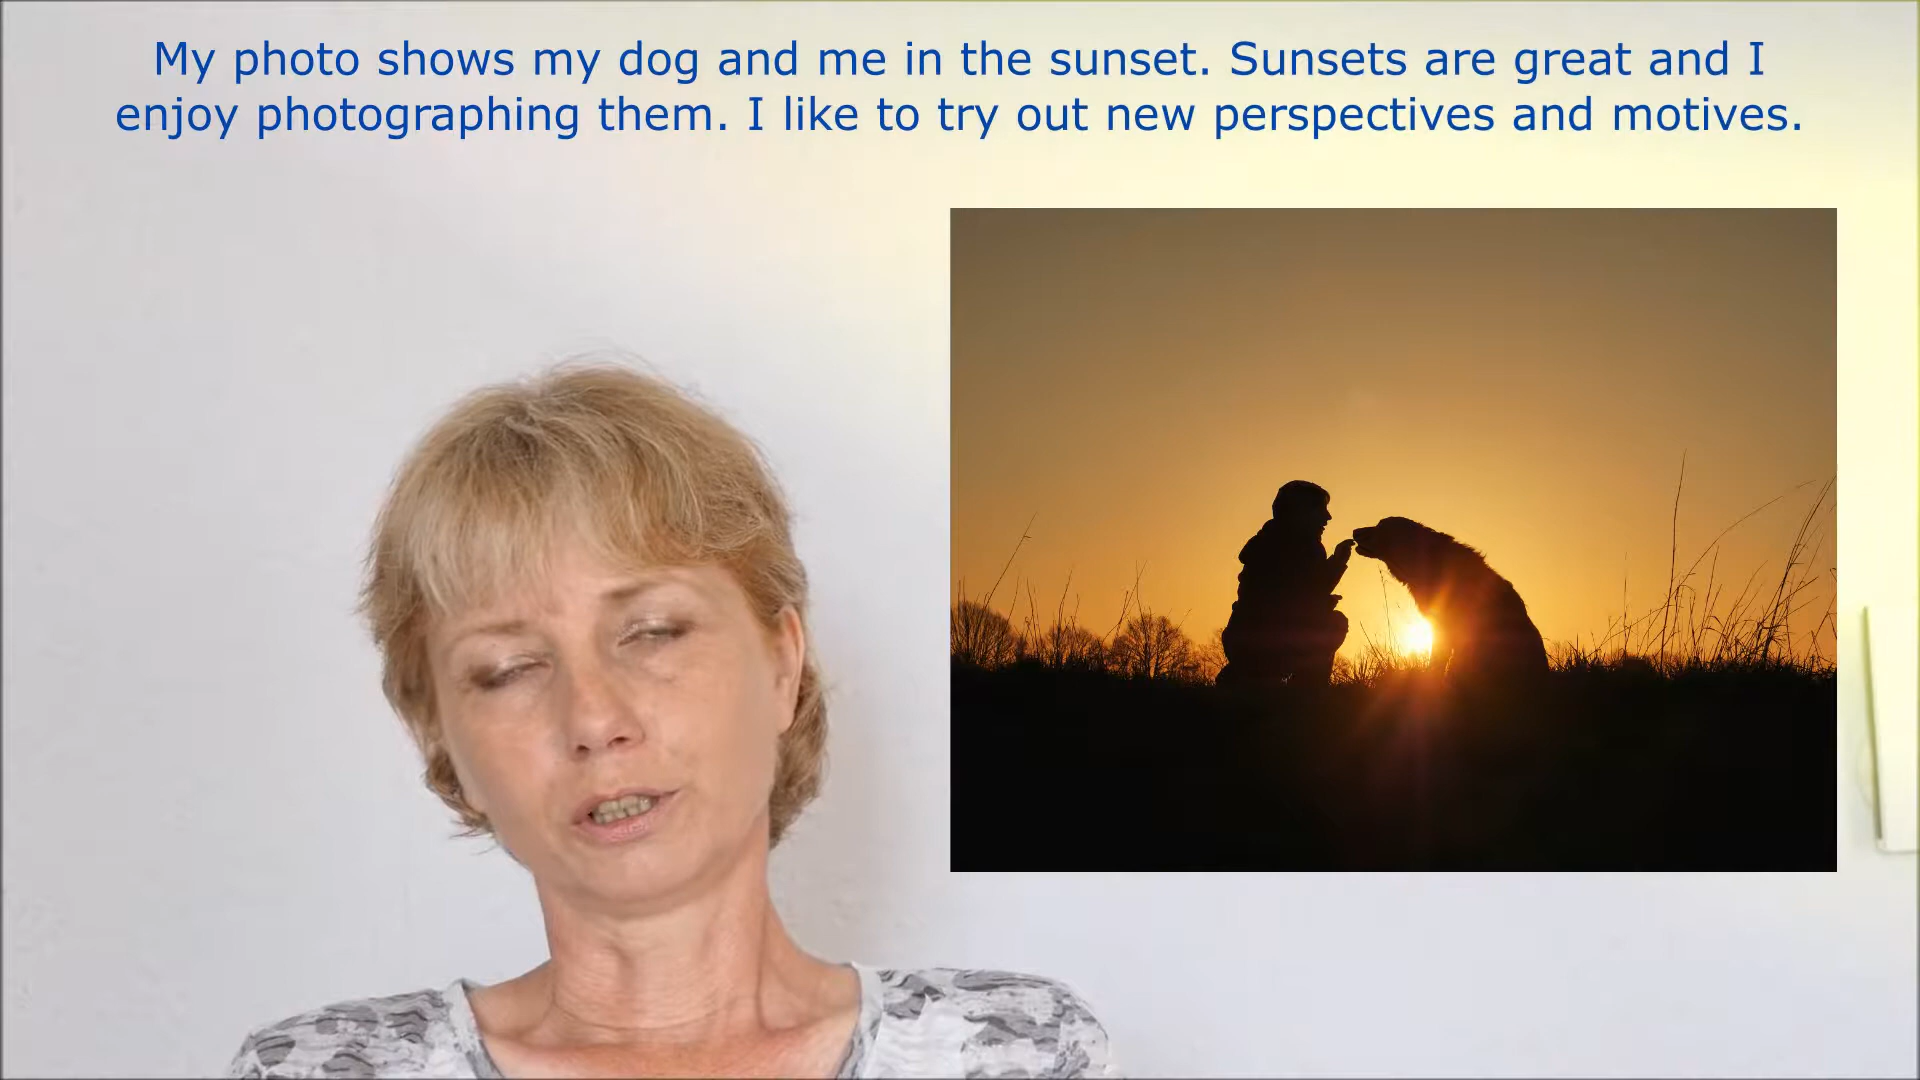 My photo shows my dog and me in the sunset. Sunsets are great and I
enjoy photographing them. I like to try out new perspectives and motives.